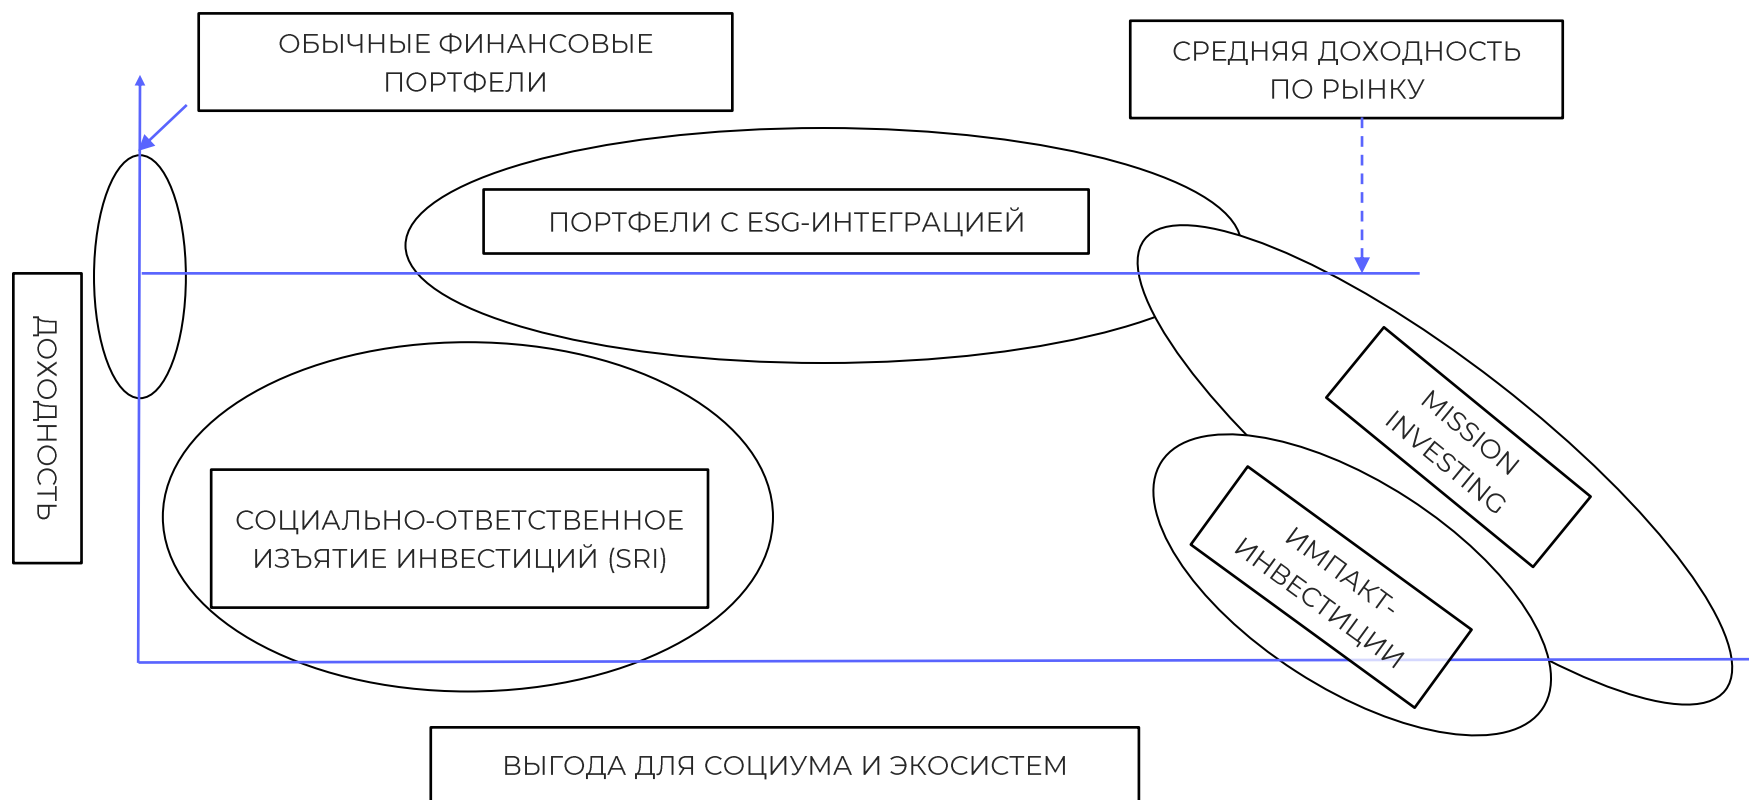 ОБЫЧНЫЕ ФИНАНСОВЫЕ
ПОРТФЕЛИ
СРЕДНЯЯ ДОХОДНОСТЬ
ПО РЫНКУ
ПОРТФЕЛИ С ESG-ИНТЕГРАЦИЕЙ
ДОХОДНОСТЬ
MISSION
INVESTING
СОЦИАЛЬНО-ОТВЕТСТВЕННОЕ
ИЗЪЯТИЕ ИНВЕСТИЦИЙ (SRI)
ИМПАКТ-
ИНВЕСТИЦИИ
ВЫГОДА ДЛЯ СОЦИУМА И ЭКОСИСТЕМ